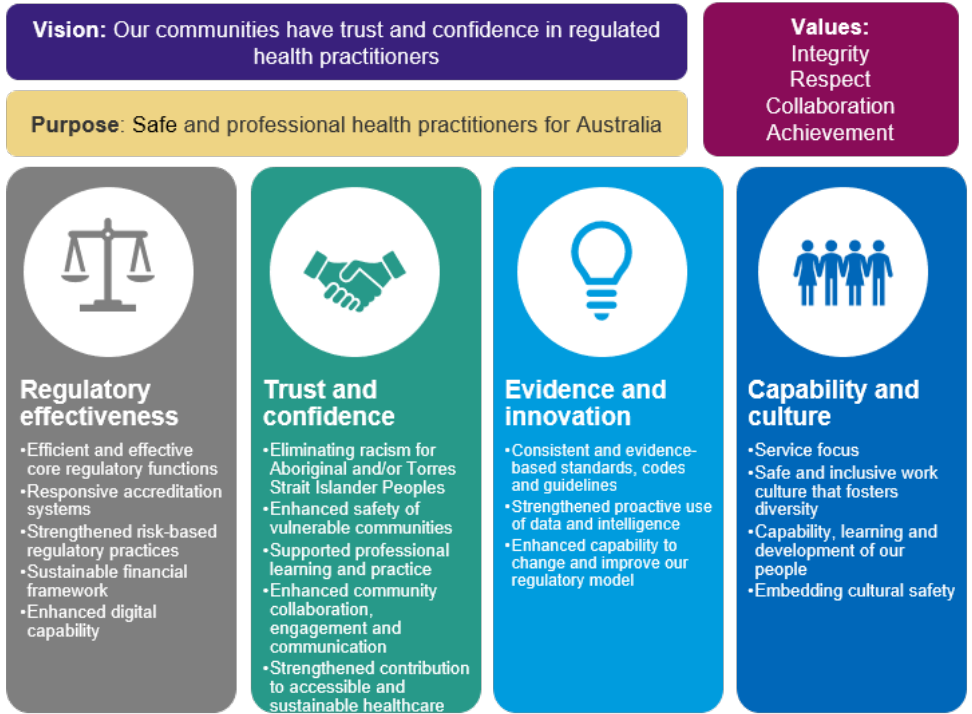 Vision: Our communities have trust and confidence in regulated
health practitioners
Purpose: Safe and professional health practitioners for Australia
Values:
Integrity
Respect
Collaboration
Achievement
Regulatory
effectiveness
•Efficient and effective
core regulatory functions
•Responsive accreditation
systems
•Strengthened risk-based
regulatory practices
•Sustainable financial
framework
•Enhanced digital
capability
Trust and
confidence
•Eliminating racism for
Aboriginal and/or Torres
Strait Islander Peoples
•Enhanced safety of
vulnerable communities
•Supported professional
learning and practice
•Enhanced community
collaboration,
engagement and
communication
•Strengthened contribution
to accessible and
sustainable healthcare
Evidence and
innovation
•Consistent and evidence-
based standards, codes
and guidelines
•Strengthened proactive use
of data and intelligence
•Enhanced capability to
change and improve our
regulatory model
Capability and
culture
•Service focus
•Safe and inclusive work
culture that fosters
diversity
•Capability, learning and
development of our
people
•Embedding cultural safety